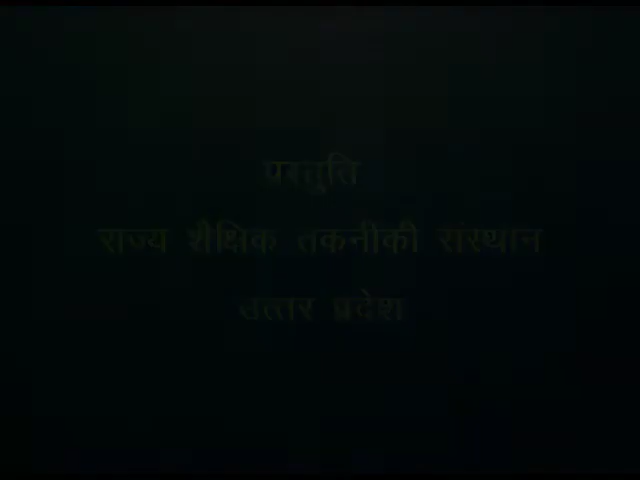 प्रस्तुति
राज्य शैक्षिक तकनीकी संस्थान
उत्तर प्रदेश